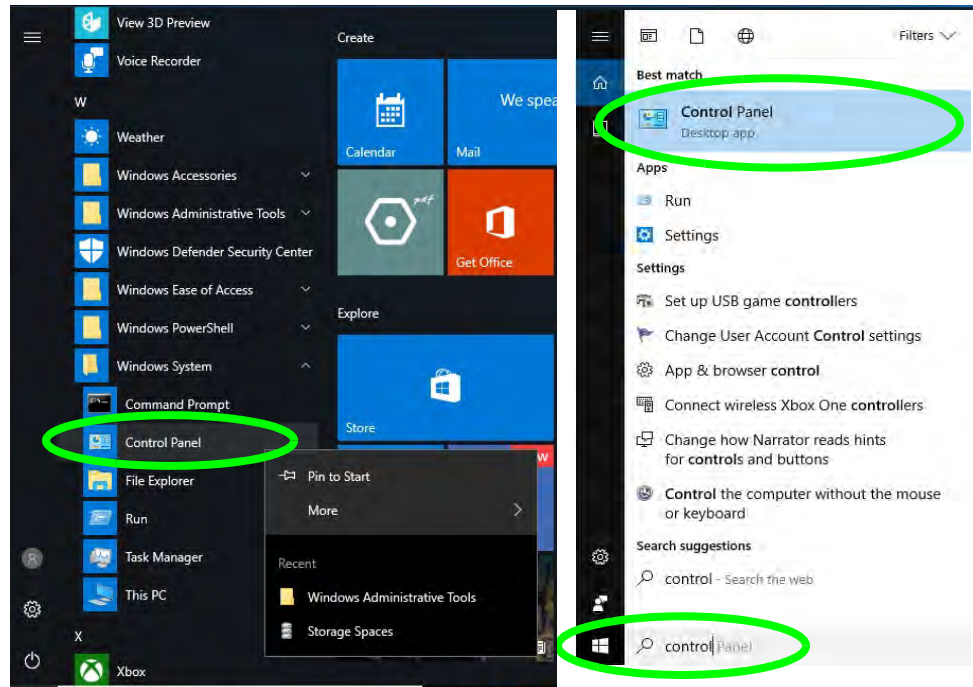 View 3D Preview
Voice Recorder
W
Weather
Windows Accessories
Windows Administrative Tools
Windows Defender Security Center
Windows Ease of Access
Windows PowerShell
Windows System
Command Prompt
Control Panel
File Explorer
Run
Task Manager
This PC
X
Xbox
Create
We spea
Calendar
Mail
pdf
Get Office
Explore
Store
W
Pin to Start
More
Recent
Windows Administrative Tools
Storage Spaces
Filters
Best match
Control Panel
Desktop app
Apps
Run
Settings
Settings
Set up USB game controllers
Change User Account Control settings
App & browser control
Connect wireless Xbox One controllers
Change how Narrator reads hints
for controls and buttons
Control the computer without the mouse
or keyboard
Search suggestions
control - Search the web
control Panel